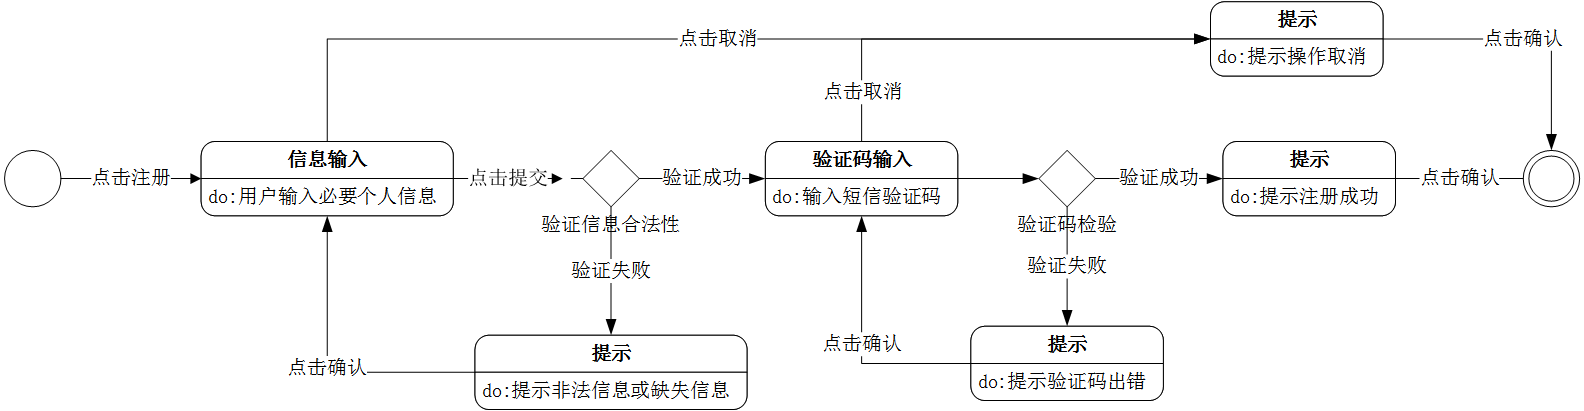 提示
点击取消
点击确认
do:提示操作取消
点击取消
信息输入
验证码输入
提示
点击注册
点击提交
验证成功
验证成功
点击确认
do:用户输入必要个人信息
do:输入短信验证码
do:提示注册成功
验证信息合法性
验证码检验
验证失败
验证失败
提示
提示
点击确认
点击确认
do:提示非法信息或缺失信息
do:提示验证码出错